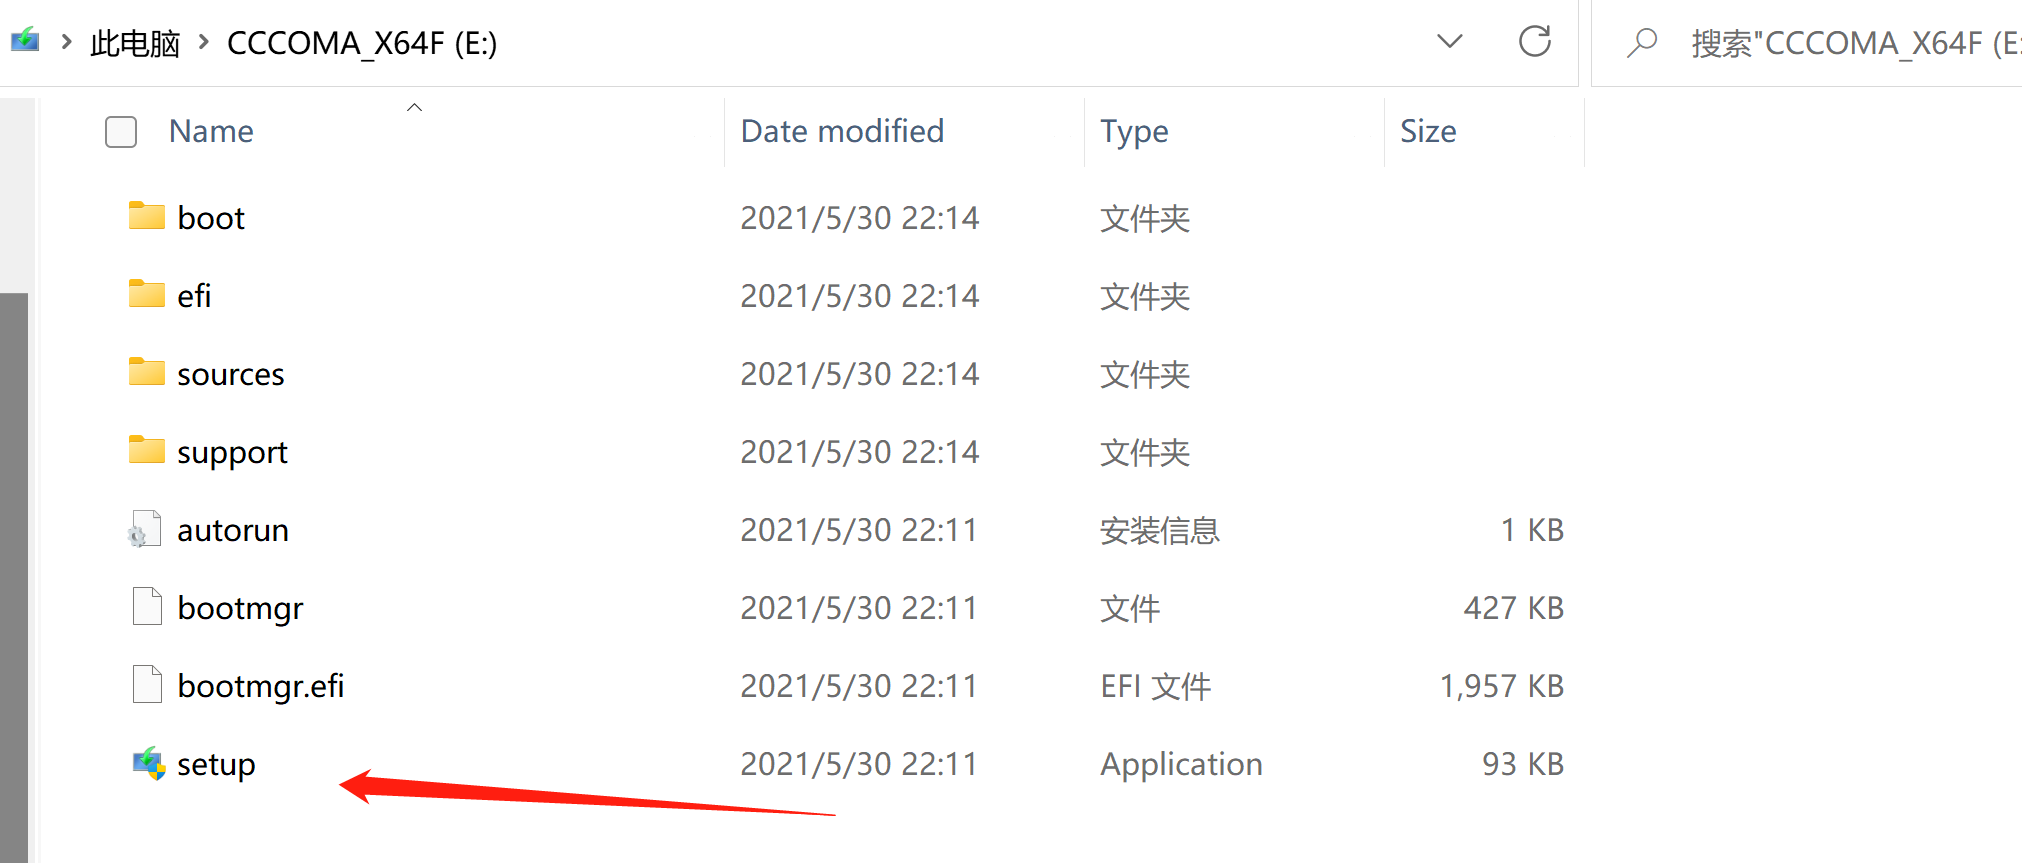 此电脑 CCCOMA_X64F (E:) 搜索"CCCOMA_X64F (E:
Name Date modified Type Size
boot 2021/5/30 22:14 文件夹
efi 2021/5/30 22:14 文件夹
sources 2021/5/30 22:14 文件夹
support 2021/5/30 22:14 文件夹
autorun 2021/5/30 22:11 安装信息 1 KB
bootmgr 2021/5/30 22:11 文件 427 KB
bootmgr.efi 2021/5/30 22:11 EFI 文件 1,957 KB
setup 2021/5/30 22:11 Application 93 KB